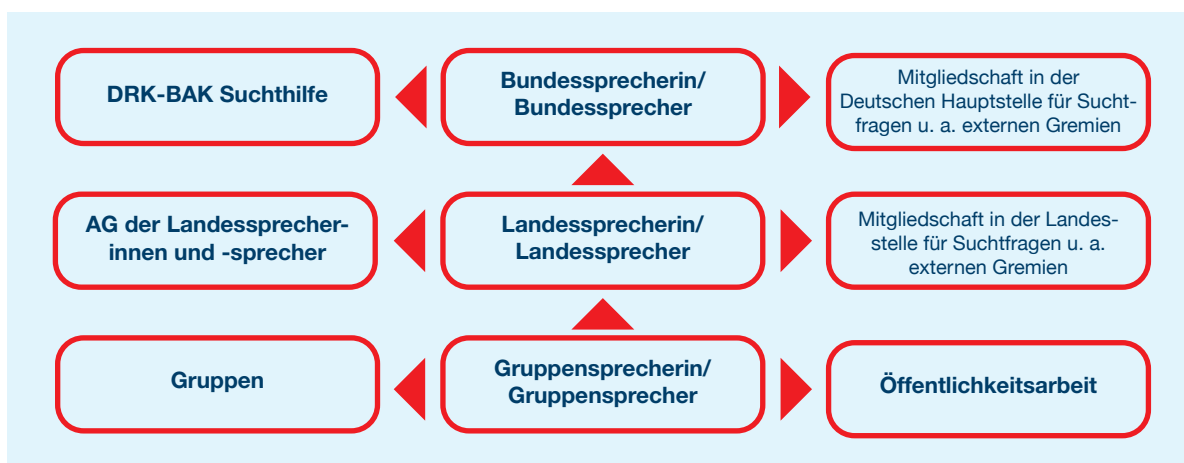 DRK-BAK Suchthilfe
Bundessprecherin/
Bundessprecher
Mitgliedschaft in der
Deutschen Hauptstelle für Sucht-
fragen u. a. externen Gremien
AG der Landessprecher-
innen und -sprecher
Landessprecherin/
Landessprecher
Mitgliedschaft in der Landes-
stelle für Suchtfragen u. a.
externen Gremien
Gruppen
Gruppensprecherin/
Gruppensprecher
Öffentlichkeitsarbeit